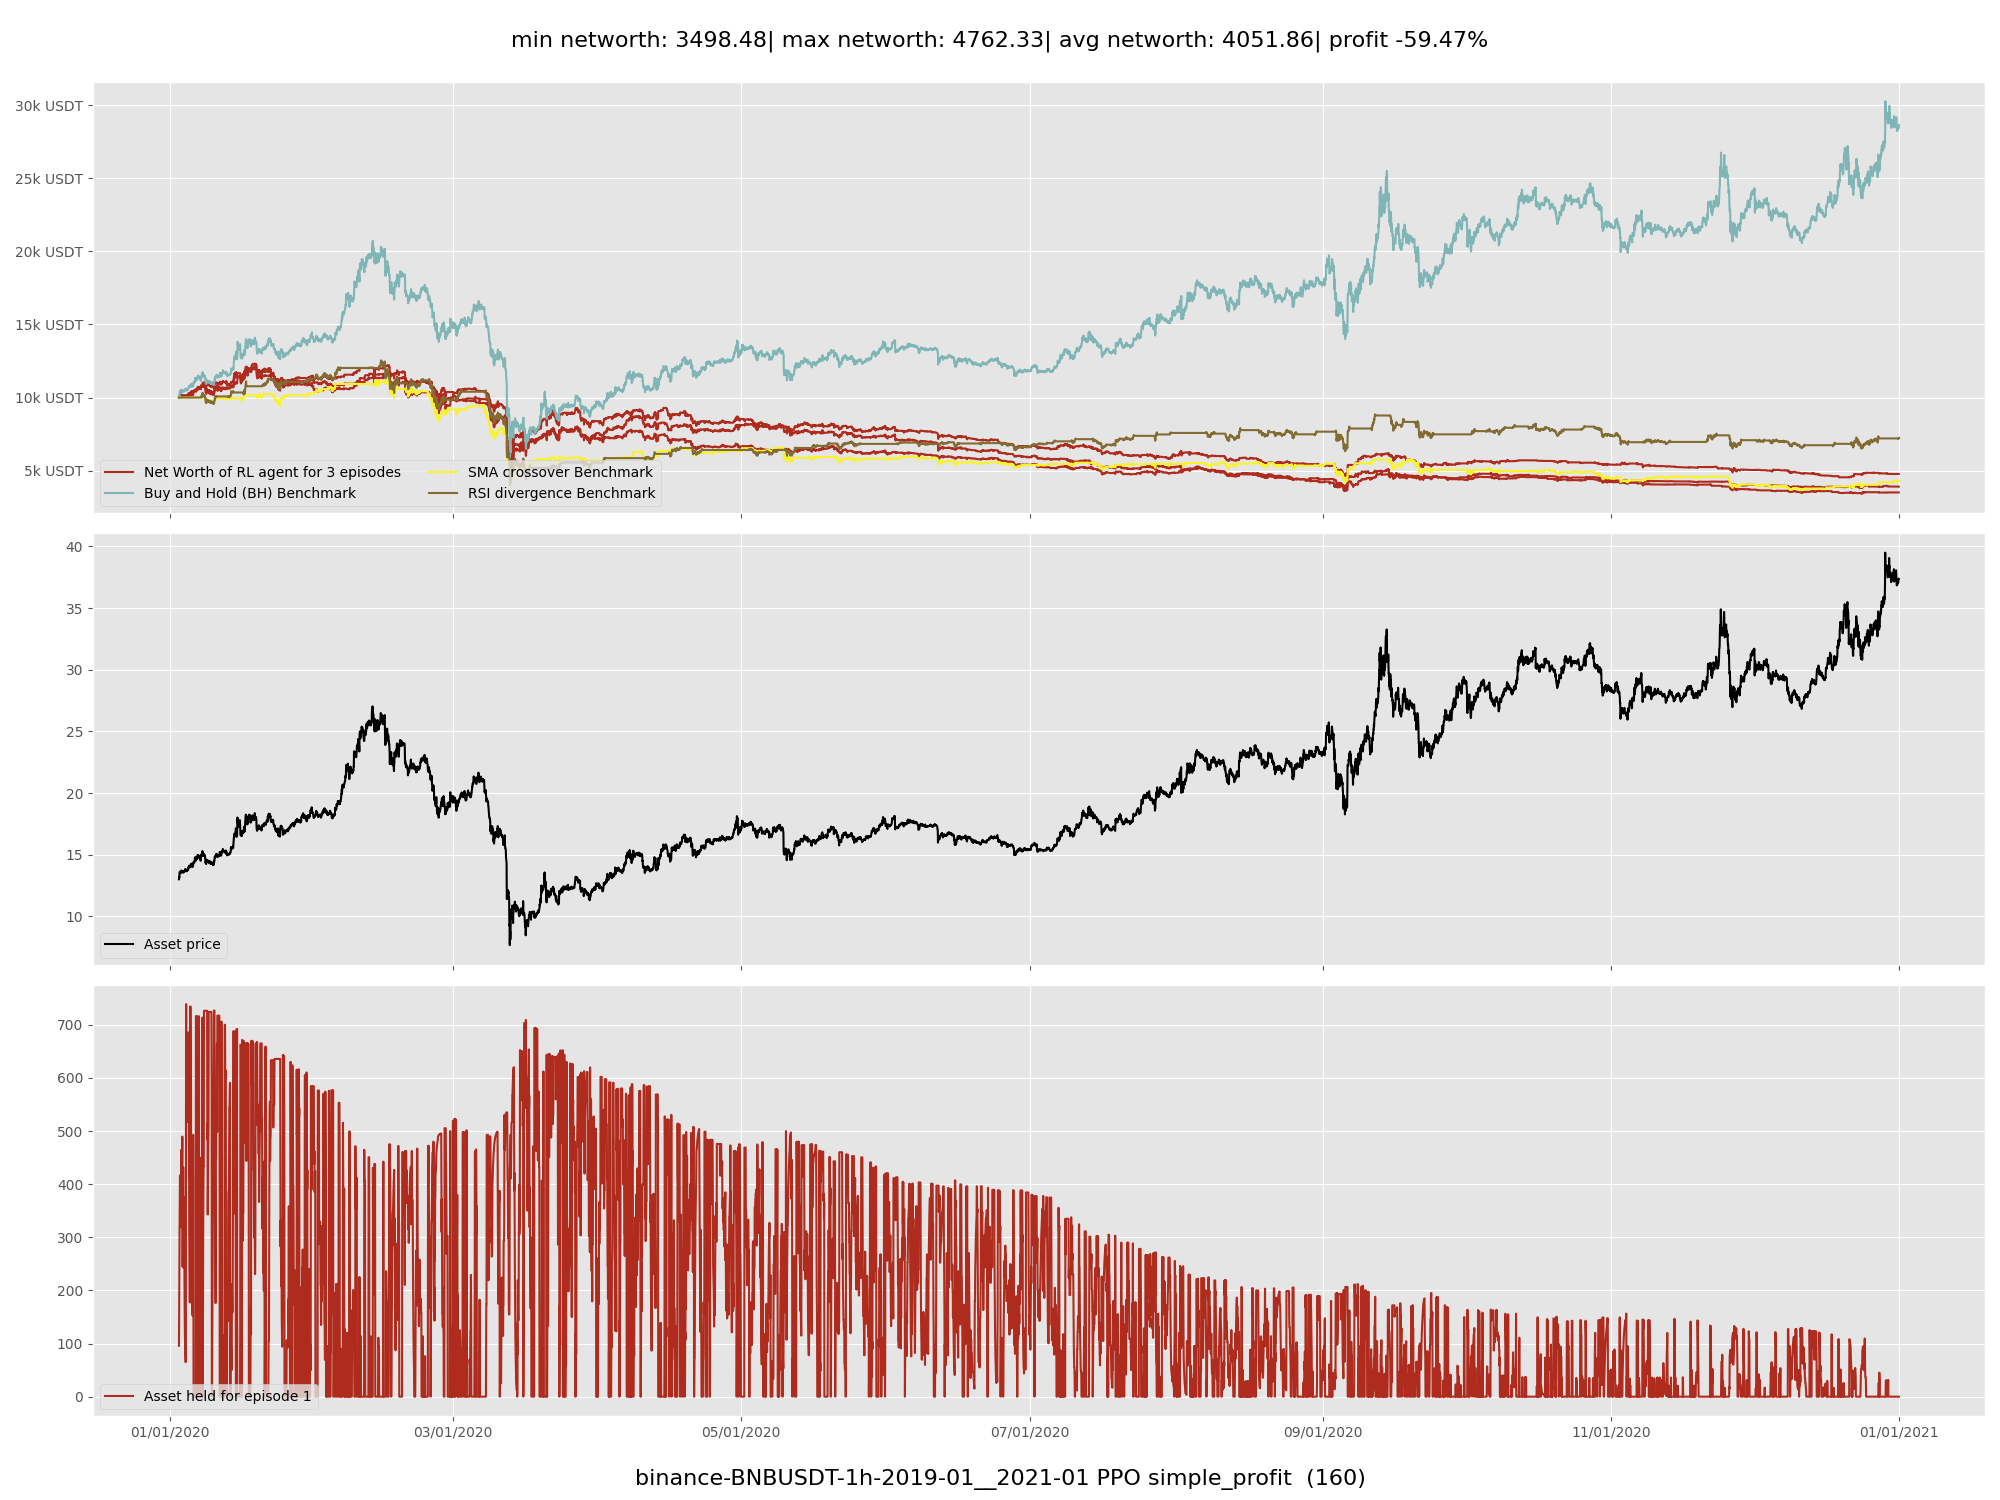 min networth: 3498.48| max networth: 4762.33| avg networth: 4051.86| profit -59.47%
30k USDT
25k USDT
20k USDT
15k USDT
10k USDT
5k USDT
Net Worth of RL agent for 3 episodes
Buy and Hold (BH) Benchmark
SMA crossover Benchmark
RSI divergence Benchmark
40
35
30
25
20
15
10
Asset price
700
600
500
400
300
200
100
0
Asset held for episode 1
01/01/2020
03/01/2020
05/01/2020
07/01/2020
09/01/2020
11/01/2020
01/01/2021
binance-BNBUSDT-1h-2019-01__2021-01 PPO simple_profit  (160)